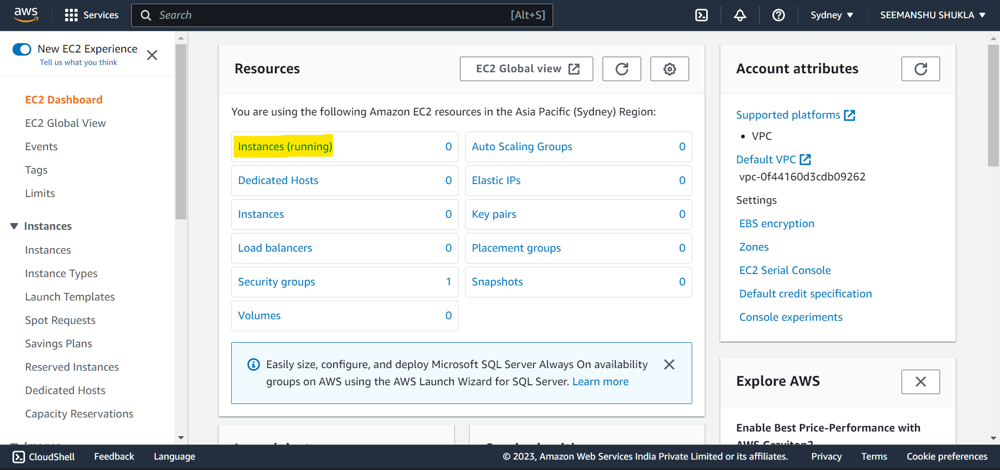 aws Services Search [Alt+S] Sydney SEEMANSHU SHUKLA
New EC2 Experience
Tell us what you think
EC2 Dashboard
EC2 Global View
Events
Tags
Limits
Instances
Instances
Instance Types
Launch Templates
Spot Requests
Savings Plans
Reserved Instances
Dedicated Hosts
Capacity Reservations
Resources
EC2 Global view
You are using the following Amazon EC2 resources in the Asia Pacific (Sydney) Region:
Instances (running) 0 Auto Scaling Groups 0
Dedicated Hosts 0 Elastic IPs 0
Instances 0 Key pairs 0
Load balancers 0 Placement groups 0
Security groups 1 Snapshots 0
Volumes 0
Easily size, configure, and deploy Microsoft SQL Server Always On availability
groups on AWS using the AWS Launch Wizard for SQL Server. Learn more
Account attributes
Supported platforms
• VPC
Default VPC
vpc-0f44160d3cdb09262
Settings
EBS encryption
Zones
EC2 Serial Console
Default credit specification
Console experiments
Explore AWS
Enable Best Price-Performance with
AWS Graviton2
CloudShell Feedback Language © 2023, Amazon Web Services India Private Limited or its affiliates. Privacy Terms Cookie preferences